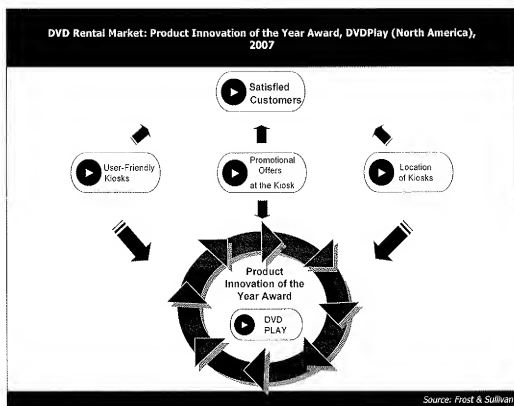 DVD Rental Market: Product Innovation of the Year Award, DVDPlay (North America),
2007
Satisfied
Customers
User-Friendly
Kiosks
Promotional
Offers
at the Kiosk
Location
of Kiosks
Product
Innovation of the
Year Award
DVD
PLAY
Source: Frost & Sullivan